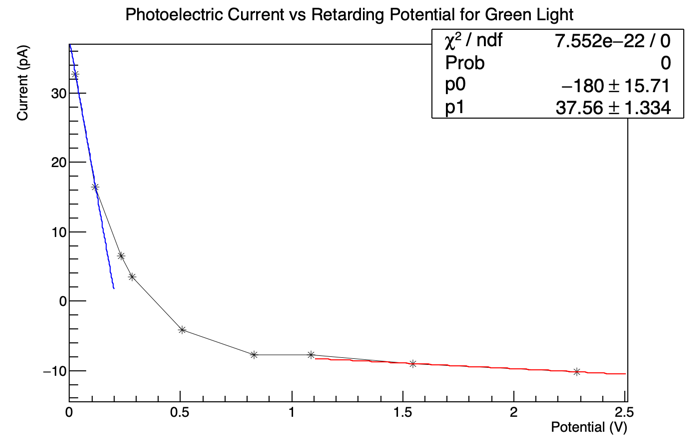 Photoelectric Current vs Retarding Potential for Green Light
χ² / ndf 7.552e−22 / 0
Prob 0
p0 −180 ± 15.71
p1 37.56 ± 1.334
Current (pA)
30
20
10
0
−10
0 0.5 1 1.5 2 2.5
Potential (V)